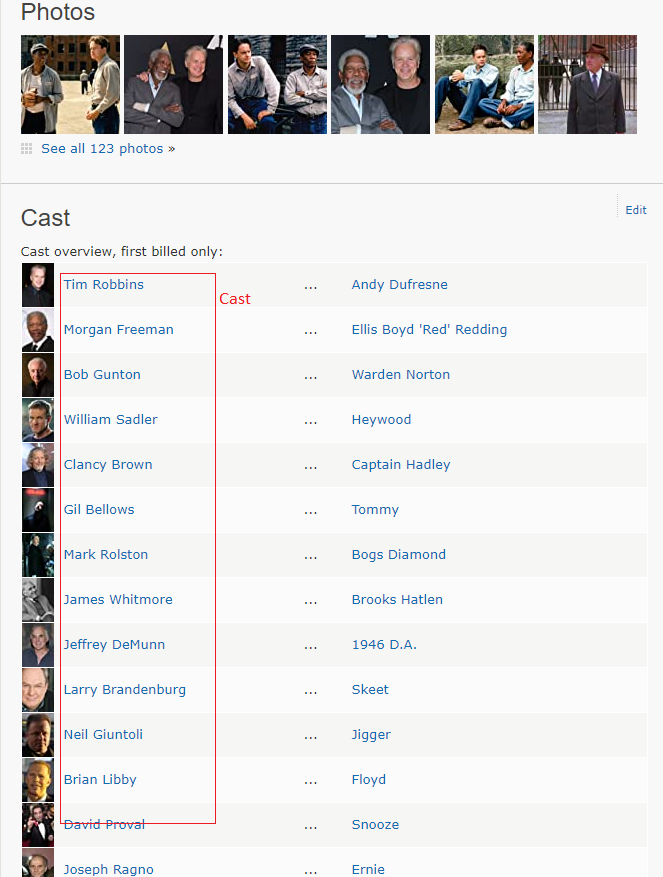 Photos
See all 123 photos »
Cast
Edit
Cast overview, first billed only:
Tim Robbins ... Andy Dufresne
Cast
Morgan Freeman ... Ellis Boyd 'Red' Redding
Bob Gunton ... Warden Norton
William Sadler ... Heywood
Clancy Brown ... Captain Hadley
Gil Bellows ... Tommy
Mark Rolston ... Bogs Diamond
James Whitmore ... Brooks Hatlen
Jeffrey DeMunn ... 1946 D.A.
Larry Brandenburg ... Skeet
Neil Giuntoli ... Jigger
Brian Libby ... Floyd
David Proval ... Snooze
Joseph Ragno ... Ernie